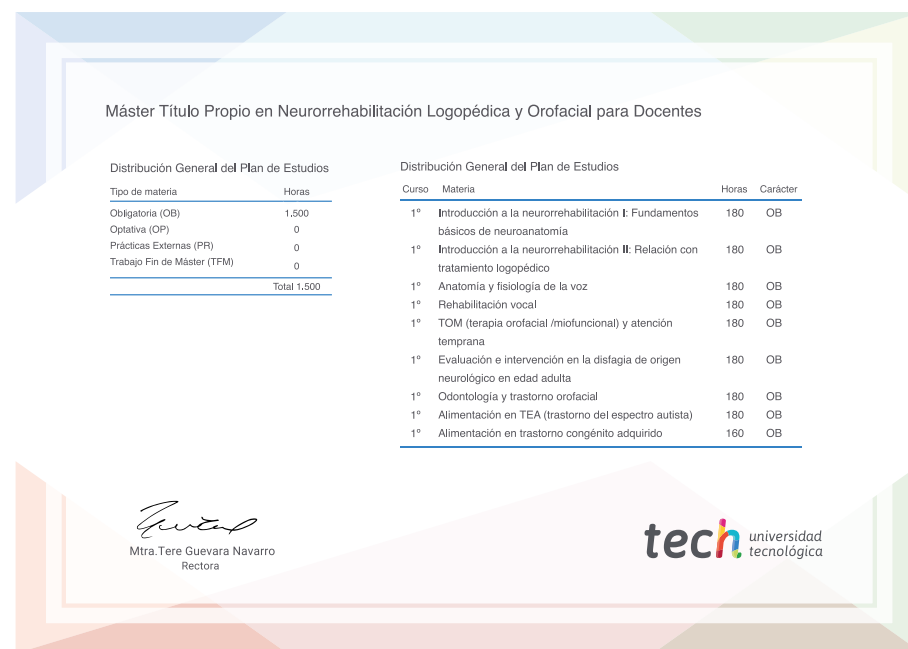 Máster Título Propio en Neurorrehabilitación Logopédica y Orofacial para Docentes
Distribución General del Plan de Estudios
Tipo de materia Horas
Obligatoria (OB) 1.500
Optativa (OP) 0
Prácticas Externas (PR) 0
Trabajo Fin de Máster (TFM) 0
Total 1.500
Distribución General del Plan de Estudios
Curso Materia Horas Carácter
1º Introducción a la neurorrehabilitación I: Fundamentos 180 OB
básicos de neuroanatomía
1º Introducción a la neurorrehabilitación II: Relación con 180 OB
tratamiento logopédico
1º Anatomía y fisiología de la voz 180 OB
1º Rehabilitación vocal 180 OB
1º TOM (terapia orofacial /miofuncional) y atención 180 OB
temprana
1º Evaluación e intervención en la disfagia de origen 180 OB
neurológico en edad adulta
1º Odontología y trastorno orofacial 180 OB
1º Alimentación en TEA (trastorno del espectro autista) 180 OB
1º Alimentación en trastorno congénito adquirido 160 OB
Mtra.Tere Guevara Navarro
Rectora
tech universidad
tecnológica